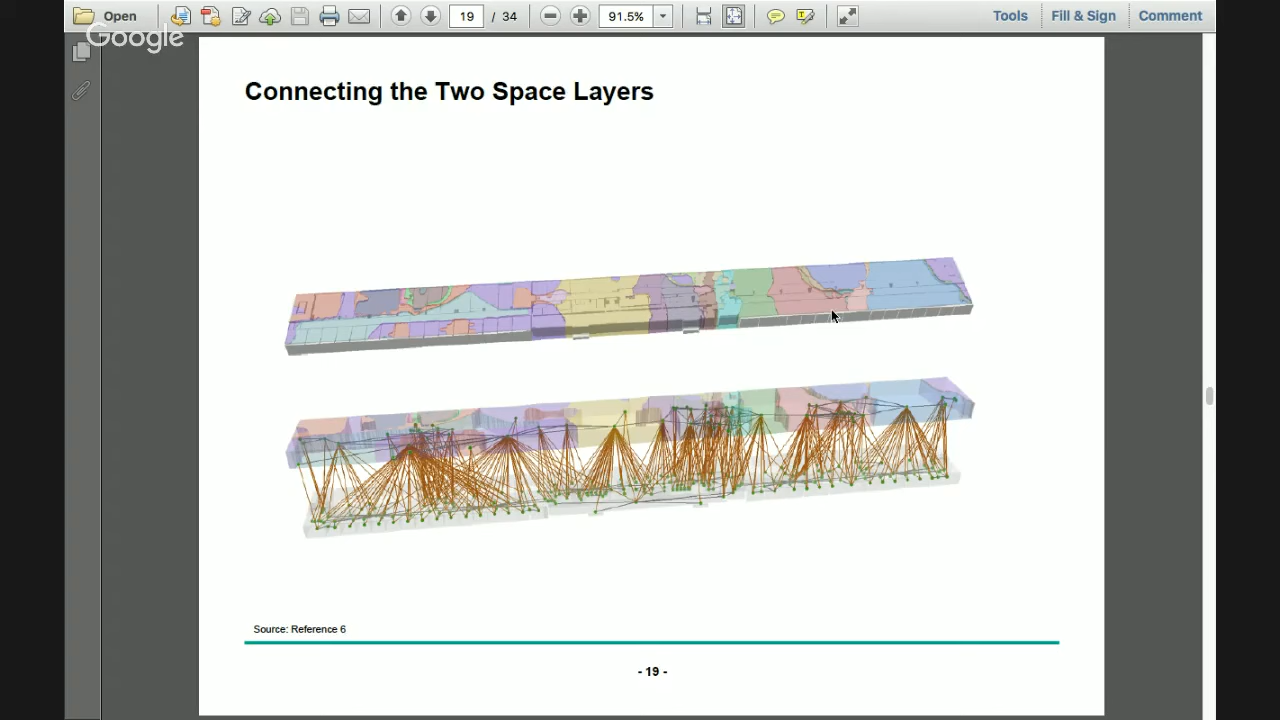 Open
19 / 34
91.5%
Tools
Fill & Sign
Comment
Google
Connecting the Two Space Layers
Source: Reference 6
- 19 -